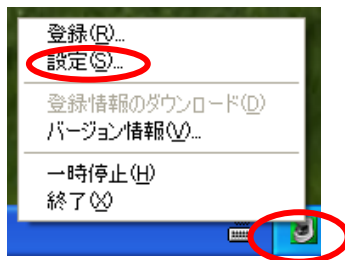 登録(R)...
設定(S)...
登録情報のダウンロード(D)
バージョン情報(V)...
一時停止(H)
終了(X)